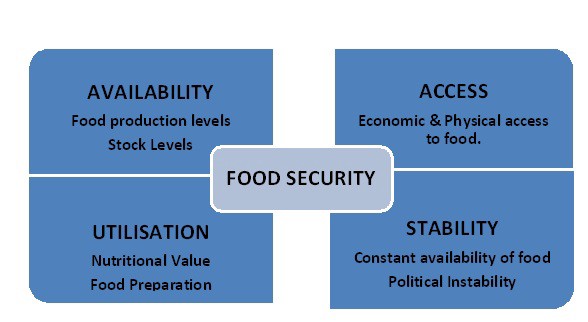 AVAILABILITY
Food production levels
Stock Levels
ACCESS
Economic & Physical access
to food.
FOOD SECURITY
UTILISATION
Nutritional Value
Food Preparation
STABILITY
Constant availability of food
Political Instability